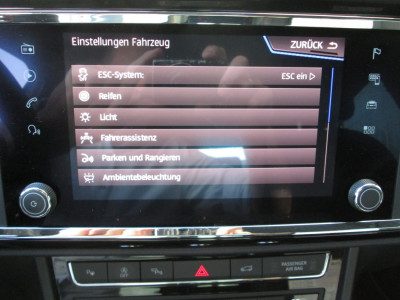 Einstellungen Fahrzeug
ZURÜCK
ESC-System:
ESC ein
Reifen
Licht
Fahrerassistenz
Parken und Rangieren
Ambientebeleuchtung
PASSENGER
AIR BAG